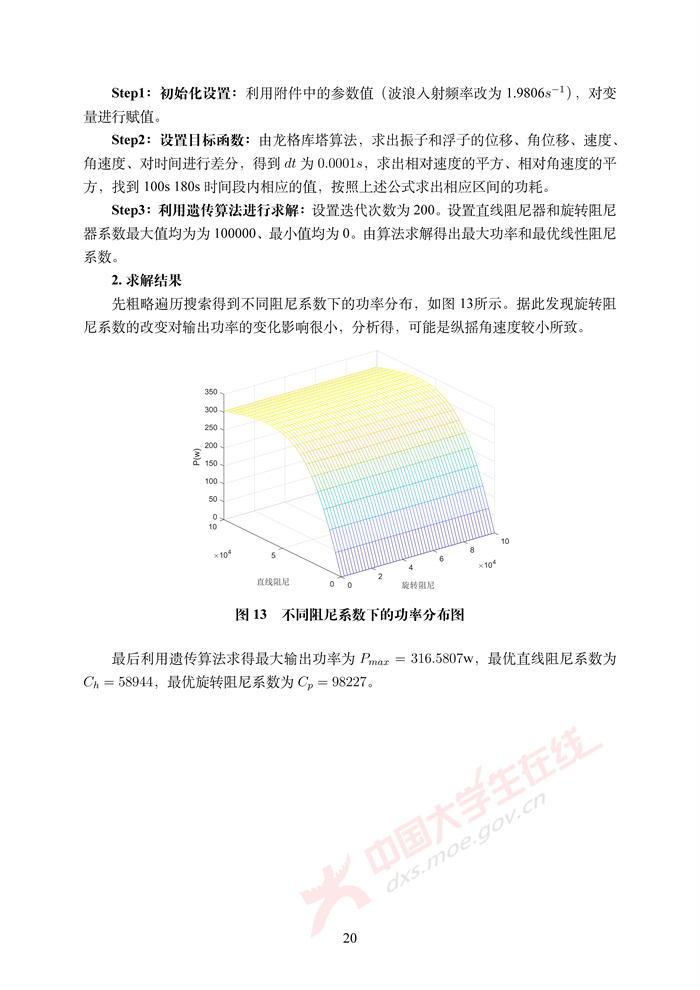 Step1：初始化设置：利用附件中的参数值（波浪入射频率改为 1.9806s⁻¹），对变
量进行赋值。
Step2：设置目标函数：由龙格库塔算法，求出振子和浮子的位移、角位移、速度、
角速度、对时间进行差分，得到 dt 为 0.0001s，求出相对速度的平方、相对角速度的平
方，找到 100s 180s 时间段内相应的值，按照上述公式求出相应区间的功耗。
Step3：利用遗传算法进行求解：设置迭代次数为 200。设置直线阻尼器和旋转阻尼
器系数最大值均为为 100000、最小值均为 0。由算法求解得出最大功率和最优线性阻尼
系数。
2. 求解结果
先粗略遍历搜索得到不同阻尼系数下的功率分布，如图 13所示。据此发现旋转阻
尼系数的改变对输出功率的变化影响很小，分析得，可能是纵摇角速度较小所致。
350
300
250
200
150
100
50
0
P(w)
10
×10⁴
5
0
直线阻尼
0
2
4
6
8
10
×10⁴
旋转阻尼
图 13 不同阻尼系数下的功率分布图
最后利用遗传算法求得最大输出功率为 Pmax = 316.5807w，最优直线阻尼系数为
Ch = 58944，最优旋转阻尼系数为 Cp = 98227。
中国大学生在线
dxs.moe.gov.cn
20